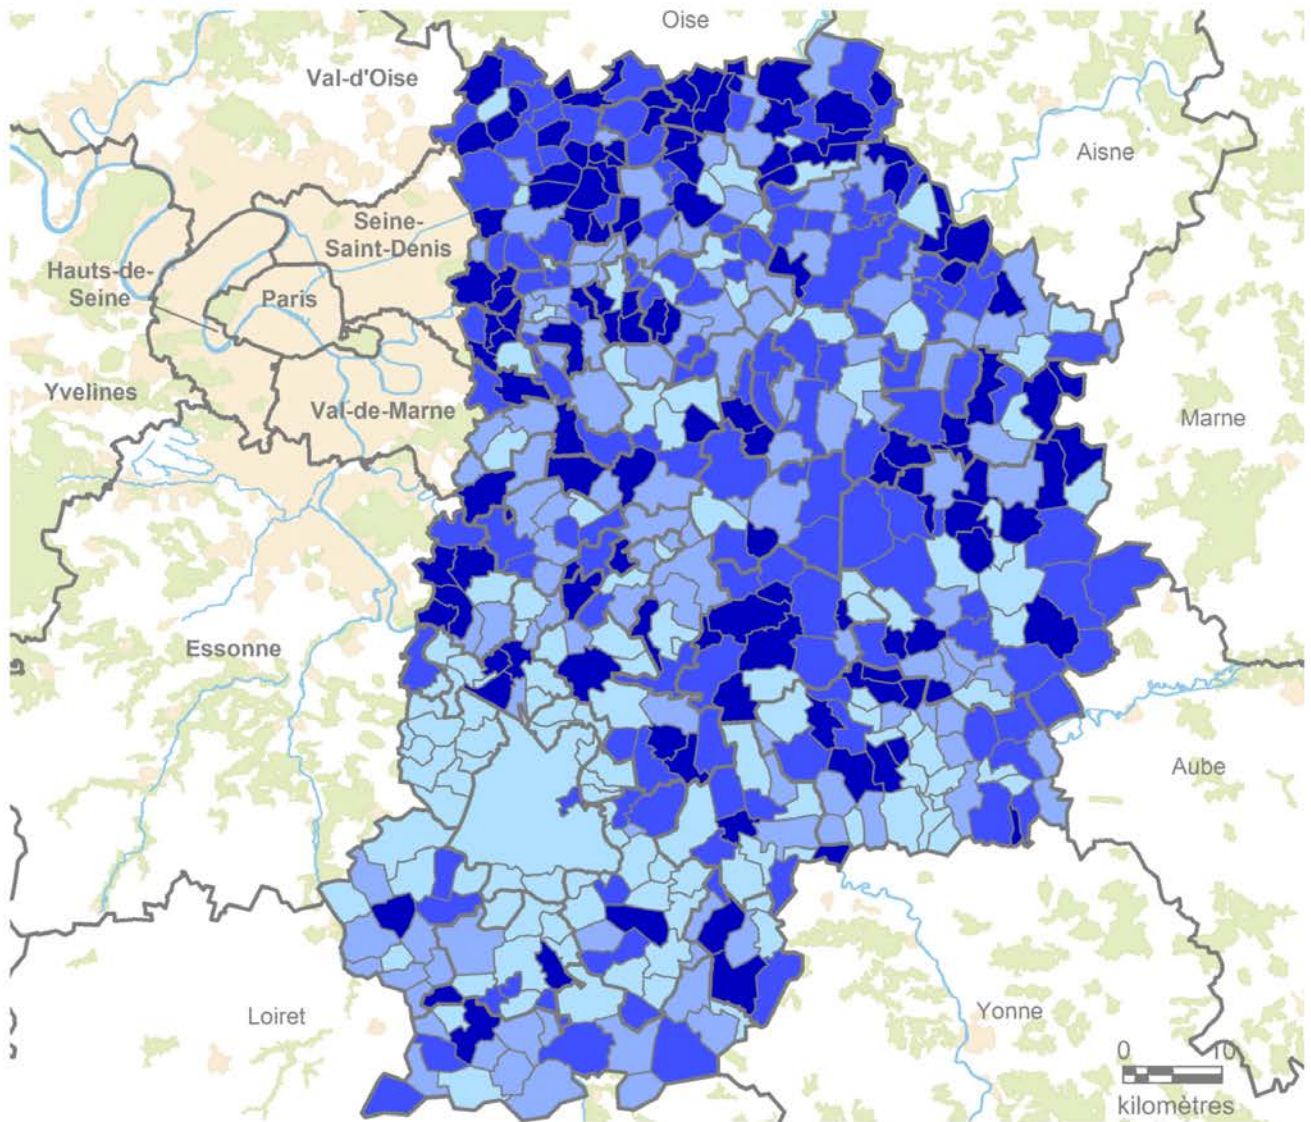 Oise
Val-d'Oise
Aisne
Seine-
Saint-Denis
Hauts-de-
Seine
Paris
Yvelines
Val-de-Marne
Marne
Essonne
Aube
Loiret
Yonne
0 10
kilomètres